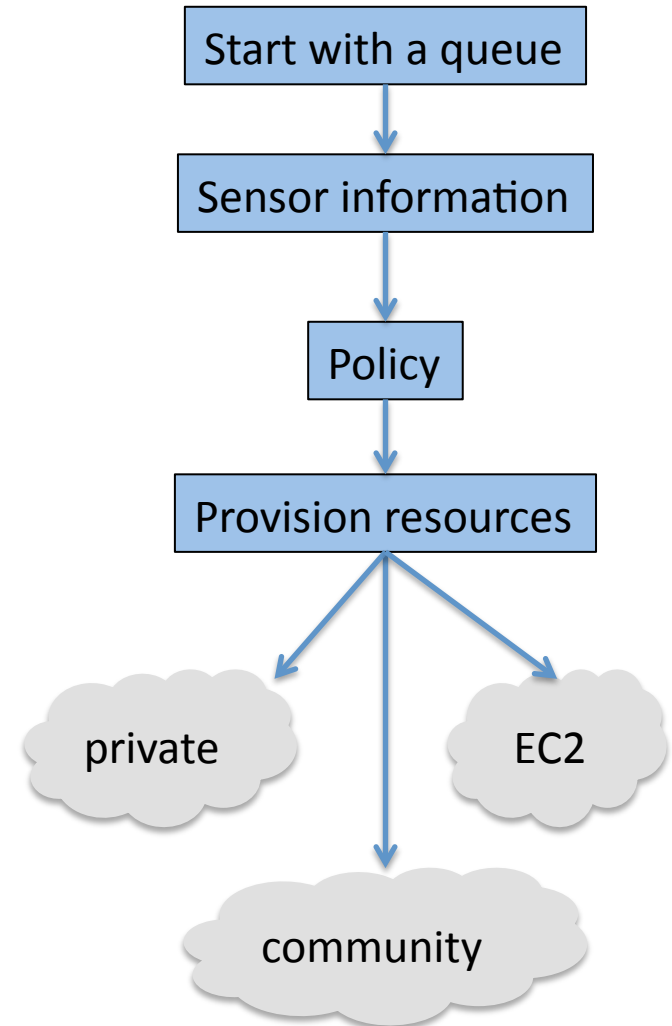 Start with a queue
Sensor information
Policy
Provision resources
private
EC2
community